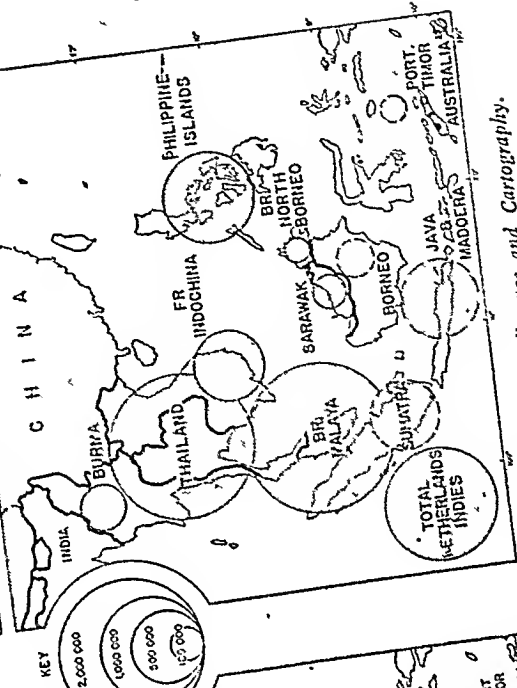 CHINA
INDIA
BURMA
THAILAND
FR
INDOCHINA
PHILIPPINE
ISLANDS
BRI
MALAYA
SUMATRA
SARAWAK
BRI
NORTH
BORNEO
BORNEO
JAVA
MADOERA
PORT.
TIMOR
AUSTRALIA
TOTAL
NETHERLANDS
INDIES
KEY
2,000 000
1,000 000
500 000
100 000
and Cartography.